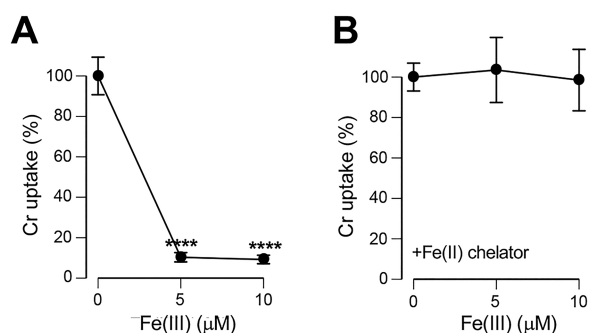 A
Cr uptake (%)
100
80
60
40
20
0
****
****
0
5
10
Fe(III) (μM)
B
Cr uptake (%)
100
80
60
40
20
0
+Fe(II) chelator
0
5
10
Fe(III) (μM)